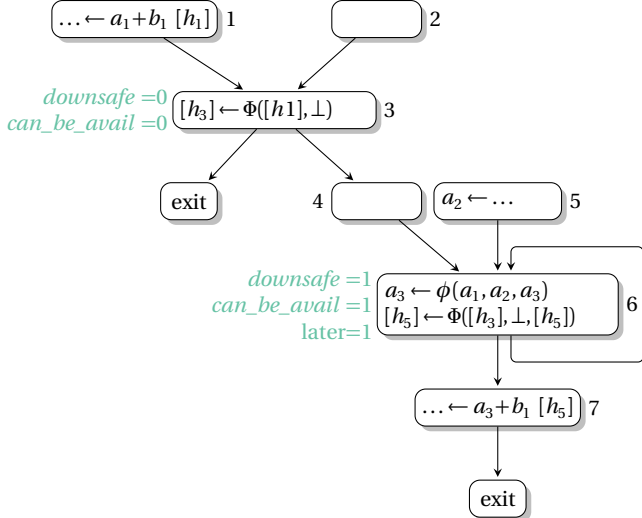 … ← a₁+b₁ [h₁] 1
2
downsafe =0
can_be_avail =0
[h₃] ← Φ([h1],⊥) 3
exit
4
a₂ ← … 5
downsafe =1
can_be_avail =1
later=1
a₃ ← ϕ(a₁,a₂,a₃)
[h₅] ← Φ([h₃],⊥,[h₅])
6
… ← a₃+b₁ [h₅] 7
exit